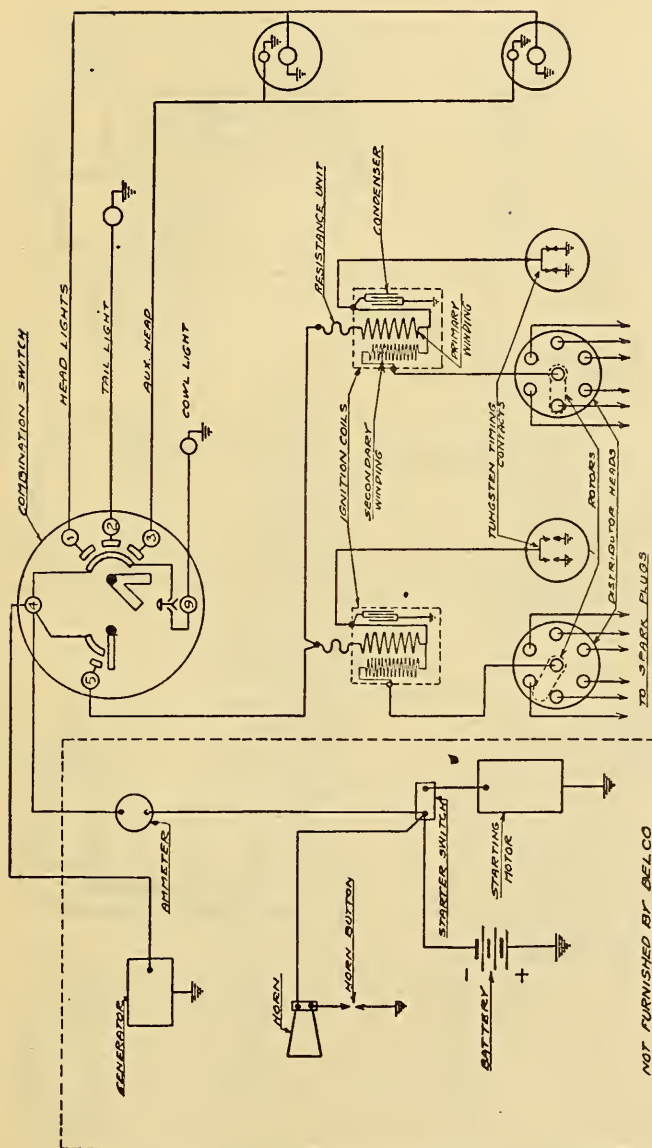 COMBINATION SWITCH
HEAD LIGHTS
TAIL LIGHT
AUX. HEAD
COWL LIGHT
1
2
3
4
5
9
RESISTANCE UNIT
CONDENSER
IGNITION COILS
SECONDARY
WINDING
PRIMARY
WINDING
TUNGSTEN TIMING
CONTACTS
ROTORS
DISTRIBUTOR HEADS
TO SPARK PLUGS
AMMETER
GENERATOR
HORN
HORN BUTTON
STARTER SWITCH
STARTING
MOTOR
BATTERY
-
+
NOT FURNISHED BY DELCO